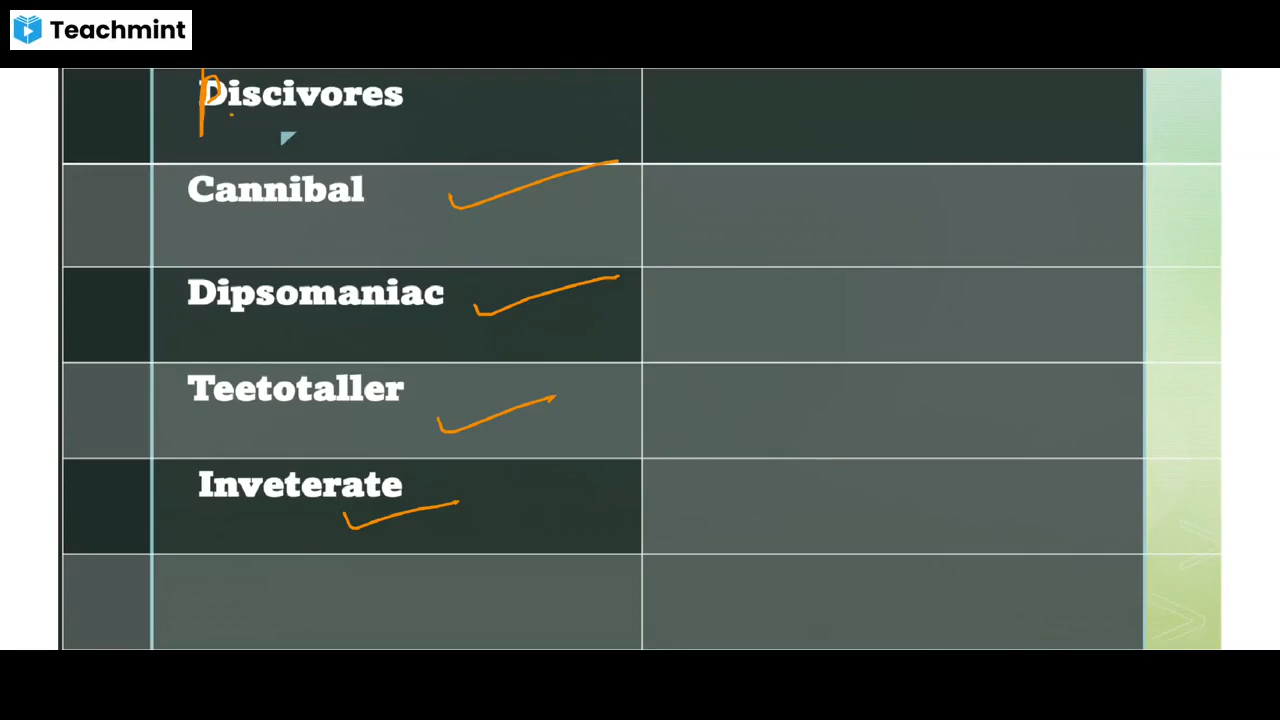 Teachmint
Discivores
p
Cannibal
Dipsomaniac
Teetotaller
Inveterate